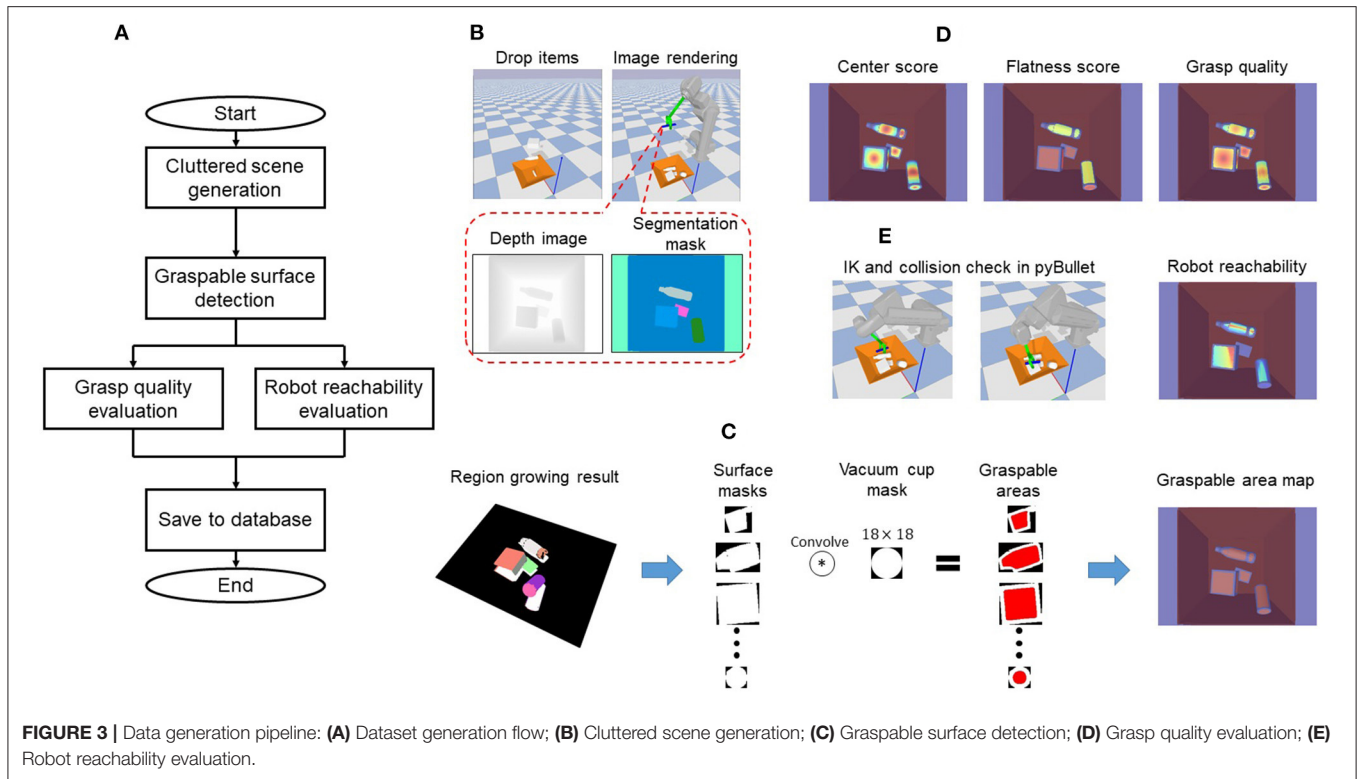 A
Start
Cluttered scene
generation
Graspable surface
detection
Grasp quality
evaluation
Robot reachability
evaluation
Save to database
End
B
Drop items
Image rendering
Depth image
Segmentation
mask
D
Center score
Flatness score
Grasp quality
E
IK and collision check in pyBullet
Robot reachability
C
Region growing result
Surface
masks
Convolve
*
Vacuum cup
mask
18 × 18
=
Graspable
areas
Graspable area map
FIGURE 3 | Data generation pipeline: (A) Dataset generation flow; (B) Cluttered scene generation; (C) Graspable surface detection; (D) Grasp quality evaluation; (E)
Robot reachability evaluation.